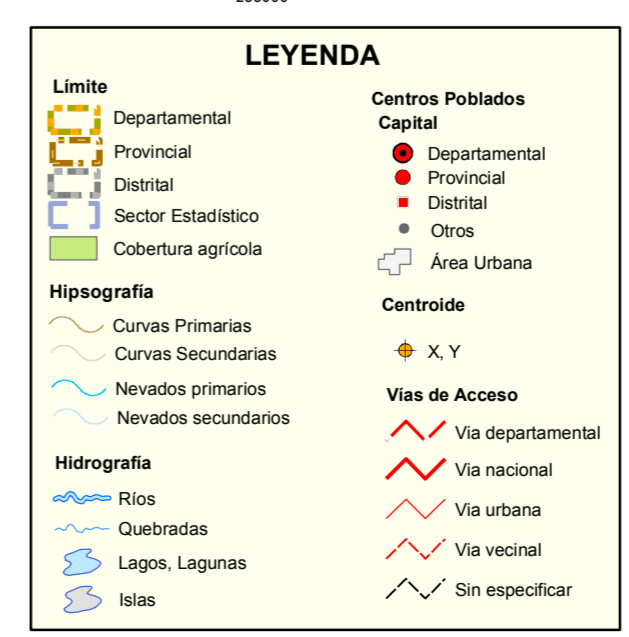 LEYENDA
Límite
Departamental
Provincial
Distrital
Sector Estadístico
Cobertura agrícola
Hipsografía
Curvas Primarias
Curvas Secundarias
Nevados primarios
Nevados secundarios
Hidrografía
Ríos
Quebradas
Lagos, Lagunas
Islas
Centros Poblados
Capital
Departamental
Provincial
Distrital
Otros
Área Urbana
Centroide
X, Y
Vías de Acceso
Via departamental
Via nacional
Via urbana
Via vecinal
Sin especificar